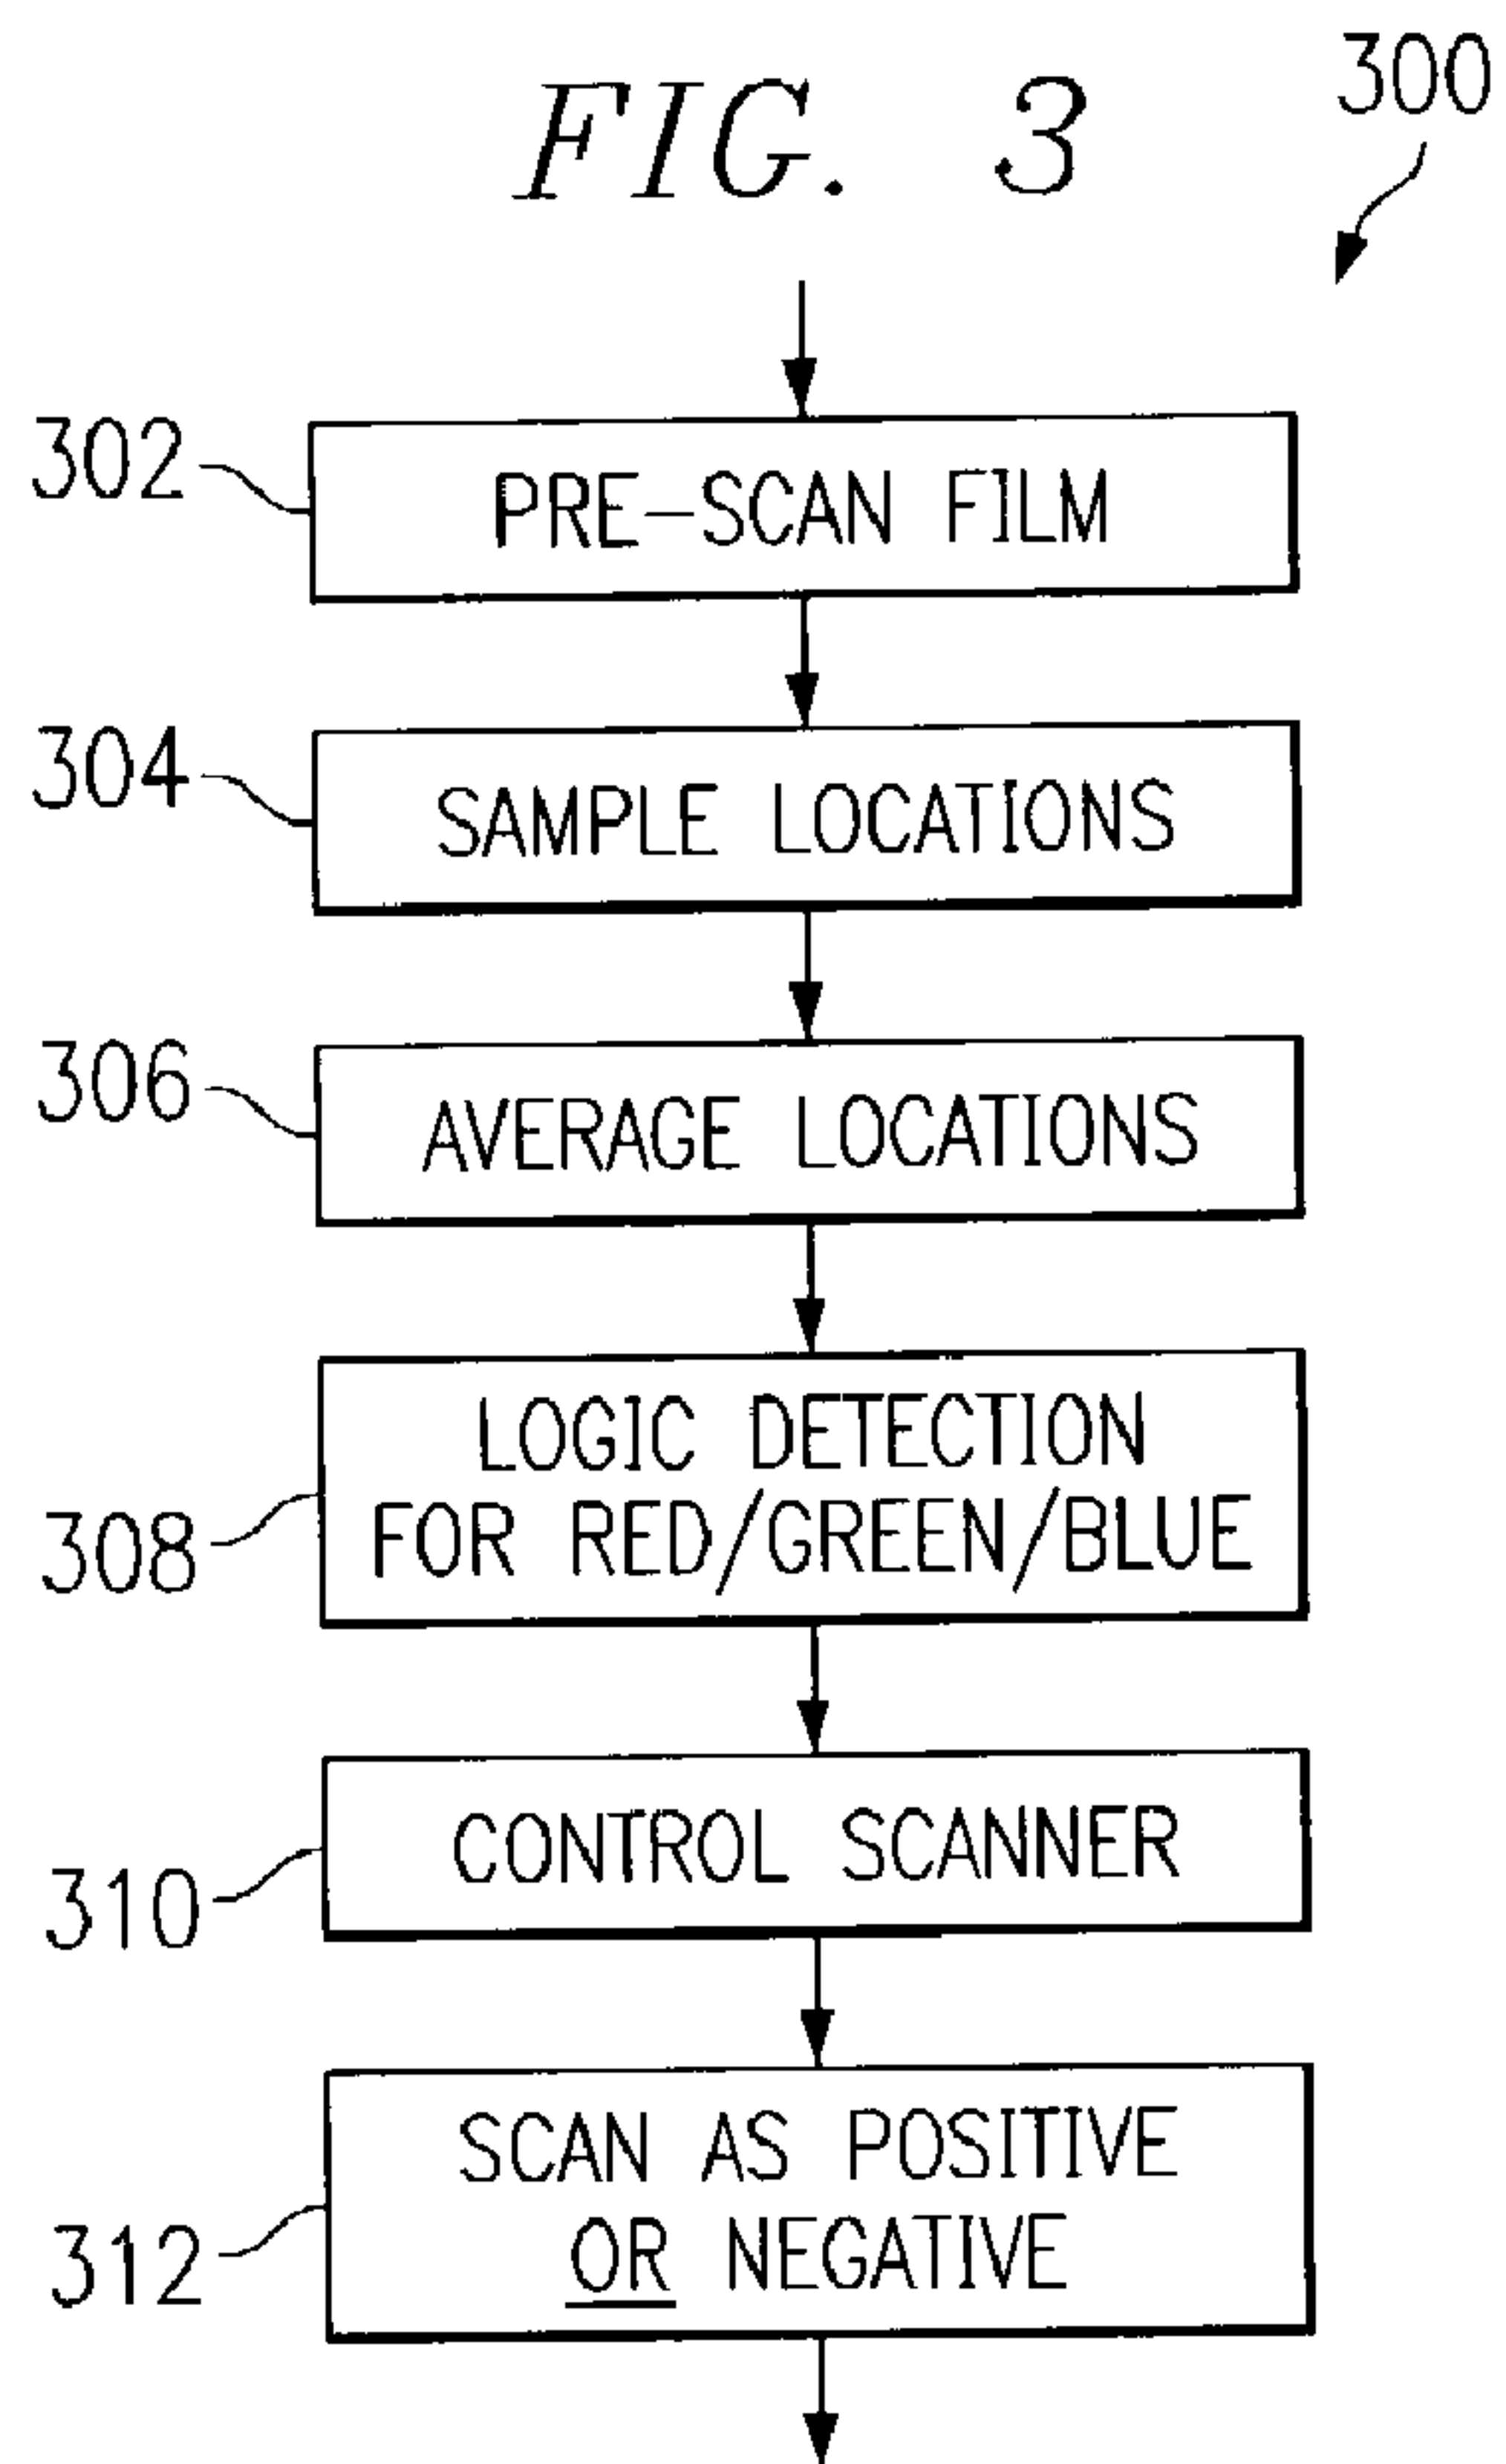 FIG. 3
300
302
PRE-SCAN FILM
304
SAMPLE LOCATIONS
306
AVERAGE LOCATIONS
LOGIC DETECTION
FOR RED/GREEN/BLUE
308
CONTROL SCANNER
310
SCAN AS POSITIVE
OR NEGATIVE
312